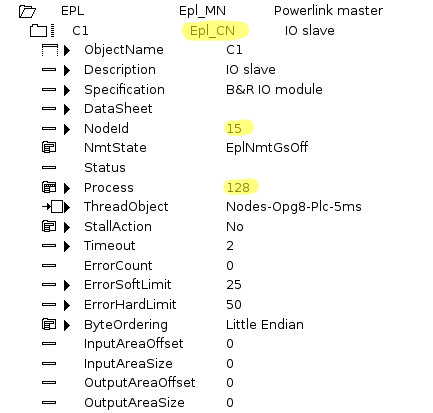 EPL Epl_MN Powerlink master
C1 Epl_CN IO slave
ObjectName C1
Description IO slave
Specification B&R IO module
DataSheet
NodeId 15
NmtState EplNmtGsOff
Status
Process 128
ThreadObject Nodes-Opg8-Plc-5ms
StallAction No
Timeout 2
ErrorCount 0
ErrorSoftLimit 25
ErrorHardLimit 50
ByteOrdering Little Endian
InputAreaOffset 0
InputAreaSize 0
OutputAreaOffset 0
OutputAreaSize 0